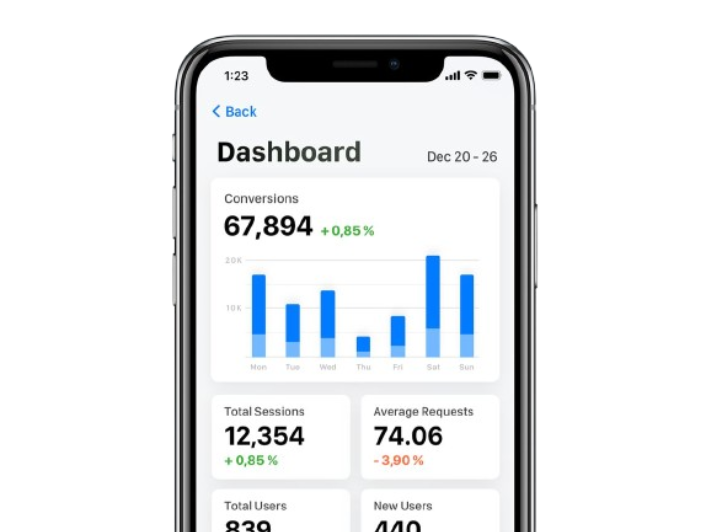 1:23
Back
Dashboard
Dec 20 - 26
Conversions
67,894 +0,85 %
20K
10K
Mon Tue Wed Thu Fri Sat Sun
Total Sessions
12,354
+0,85 %
Average Requests
74.06
-3,90 %
Total Users
839
New Users
440